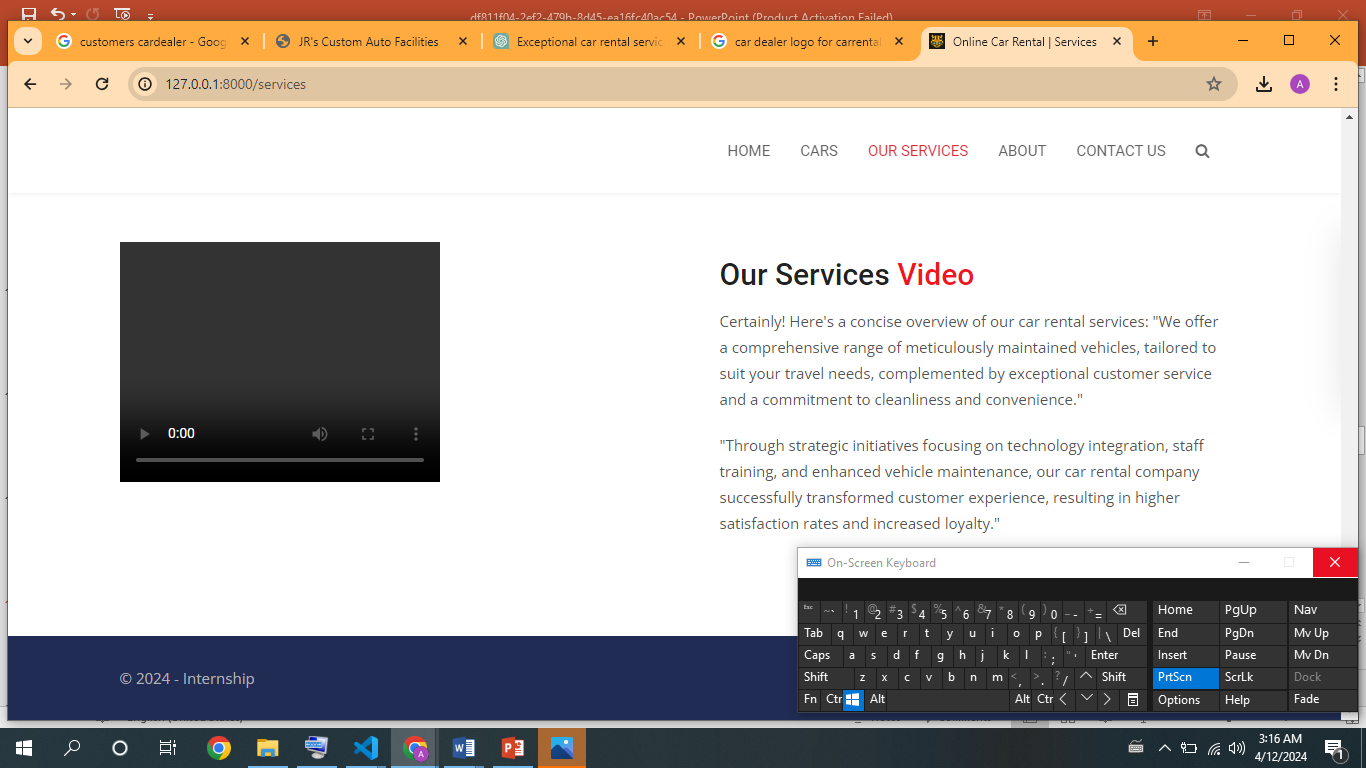 df811f04-2ef2-479b-8d45-ea16fc40ac54 - PowerPoint (Product Activation Failed)
customers cardealer - Goog
JR's Custom Auto Facilities
Exceptional car rental servic
car dealer logo for carrental
Online Car Rental | Services
127.0.0.1:8000/services
A
HOME CARS OUR SERVICES ABOUT CONTACT US
Our Services Video
Certainly! Here's a concise overview of our car rental services: "We offer
a comprehensive range of meticulously maintained vehicles, tailored to
suit your travel needs, complemented by exceptional customer service
and a commitment to cleanliness and convenience."
0:00
"Through strategic initiatives focusing on technology integration, staff
training, and enhanced vehicle maintenance, our car rental company
successfully transformed customer experience, resulting in higher
satisfaction rates and increased loyalty."
On-Screen Keyboard
Esc ~ ` ! 1 @ 2 # 3 $ 4 % 5 ^ 6 & 7 * 8 ( 9 ) 0 _ - + = Home PgUp Nav
Tab q w e r t y u i o p { [ } ] | \ Del End PgDn Mv Up
Caps a s d f g h j k l : ; " ' Enter Insert Pause Mv Dn
Shift z x c v b n m < , > . ? / Shift PrtScn ScrLk Dock
Fn Ctr Alt Alt Ctr Options Help Fade
© 2024 - Internship
3:16 AM
4/12/2024
1